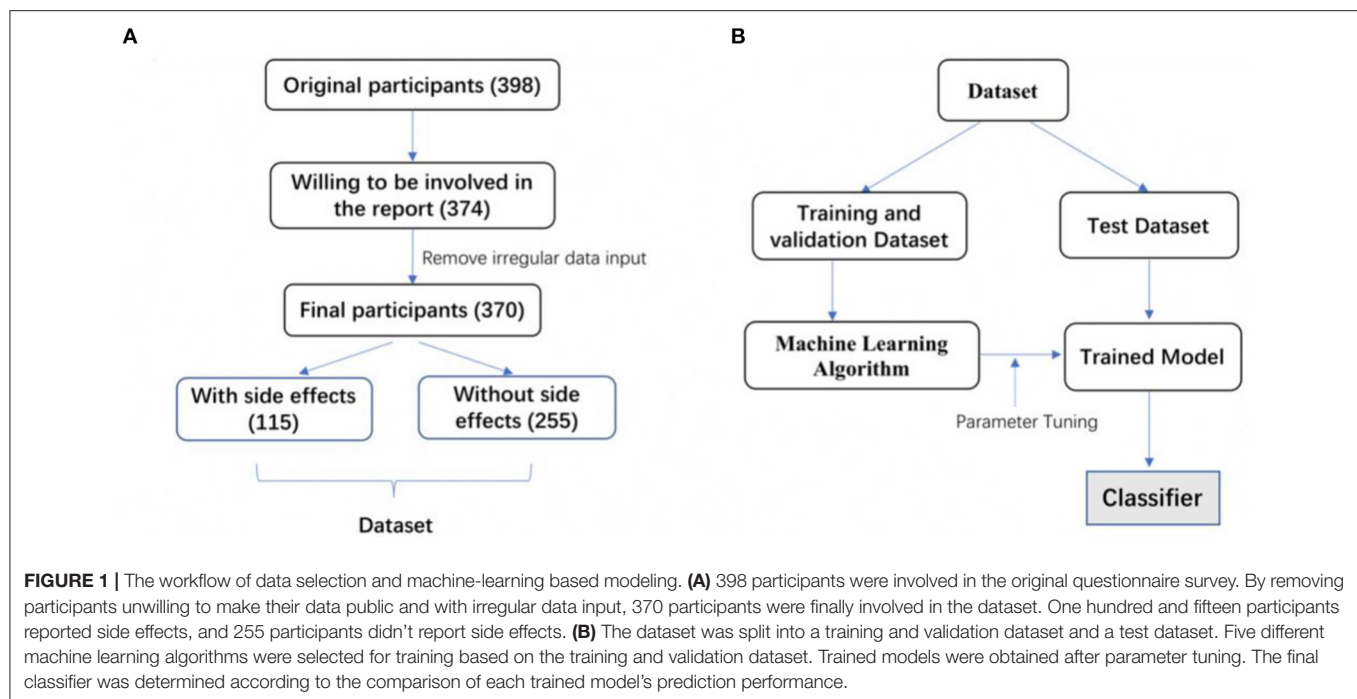 A
Original participants (398)
Willing to be involved in
the report (374)
Remove irregular data input
Final participants (370)
With side effects
(115)
Without side
effects (255)
Dataset
B
Dataset
Training and
validation Dataset
Test Dataset
Machine Learning
Algorithm
Trained Model
Parameter Tuning
Classifier
FIGURE 1 | The workflow of data selection and machine-learning based modeling. (A) 398 participants were involved in the original questionnaire survey. By removing
participants unwilling to make their data public and with irregular data input, 370 participants were finally involved in the dataset. One hundred and fifteen participants
reported side effects, and 255 participants didn't report side effects. (B) The dataset was split into a training and validation dataset and a test dataset. Five different
machine learning algorithms were selected for training based on the training and validation dataset. Trained models were obtained after parameter tuning. The final
classifier was determined according to the comparison of each trained model's prediction performance.